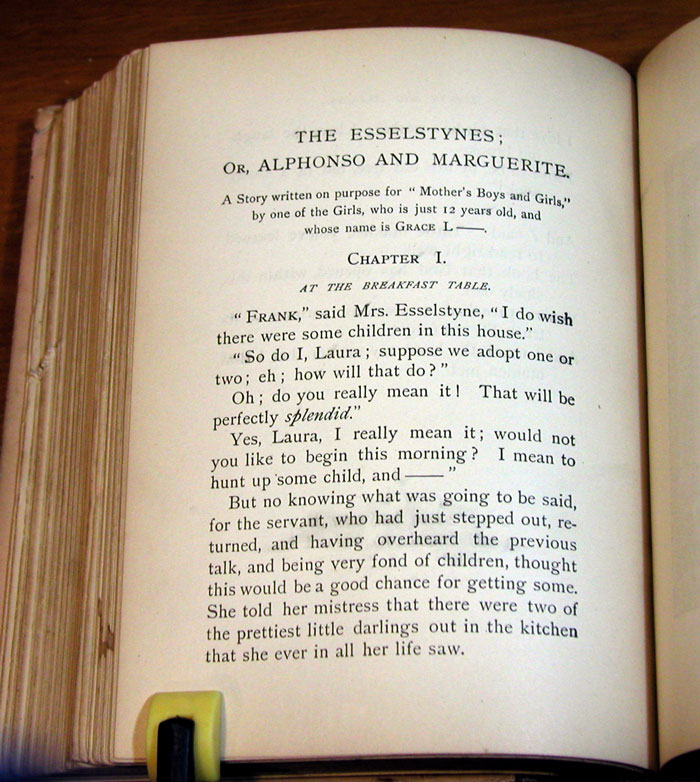 THE ESSELSTYNES;
OR, ALPHONSO AND MARGUERITE.
A Story written on purpose for "Mother's Boys and Girls,"
by one of the Girls, who is just 12 years old, and
whose name is GRACE L——.
CHAPTER I.
AT THE BREAKFAST TABLE.
"FRANK," said Mrs. Esselstyne, "I do wish
there were some children in this house."
"So do I, Laura; suppose we adopt one or
two; eh; how will that do?"
Oh; do you really mean it! That will be
perfectly splendid."
Yes, Laura, I really mean it; would not
you like to begin this morning? I mean to
hunt up some child, and ——"
But no knowing what was going to be said,
for the servant, who had just stepped out, re-
turned, and having overheard the previous
talk, and being very fond of children, thought
this would be a good chance for getting some.
She told her mistress that there were two of
the prettiest little darlings out in the kitchen
that she ever in all her life saw.